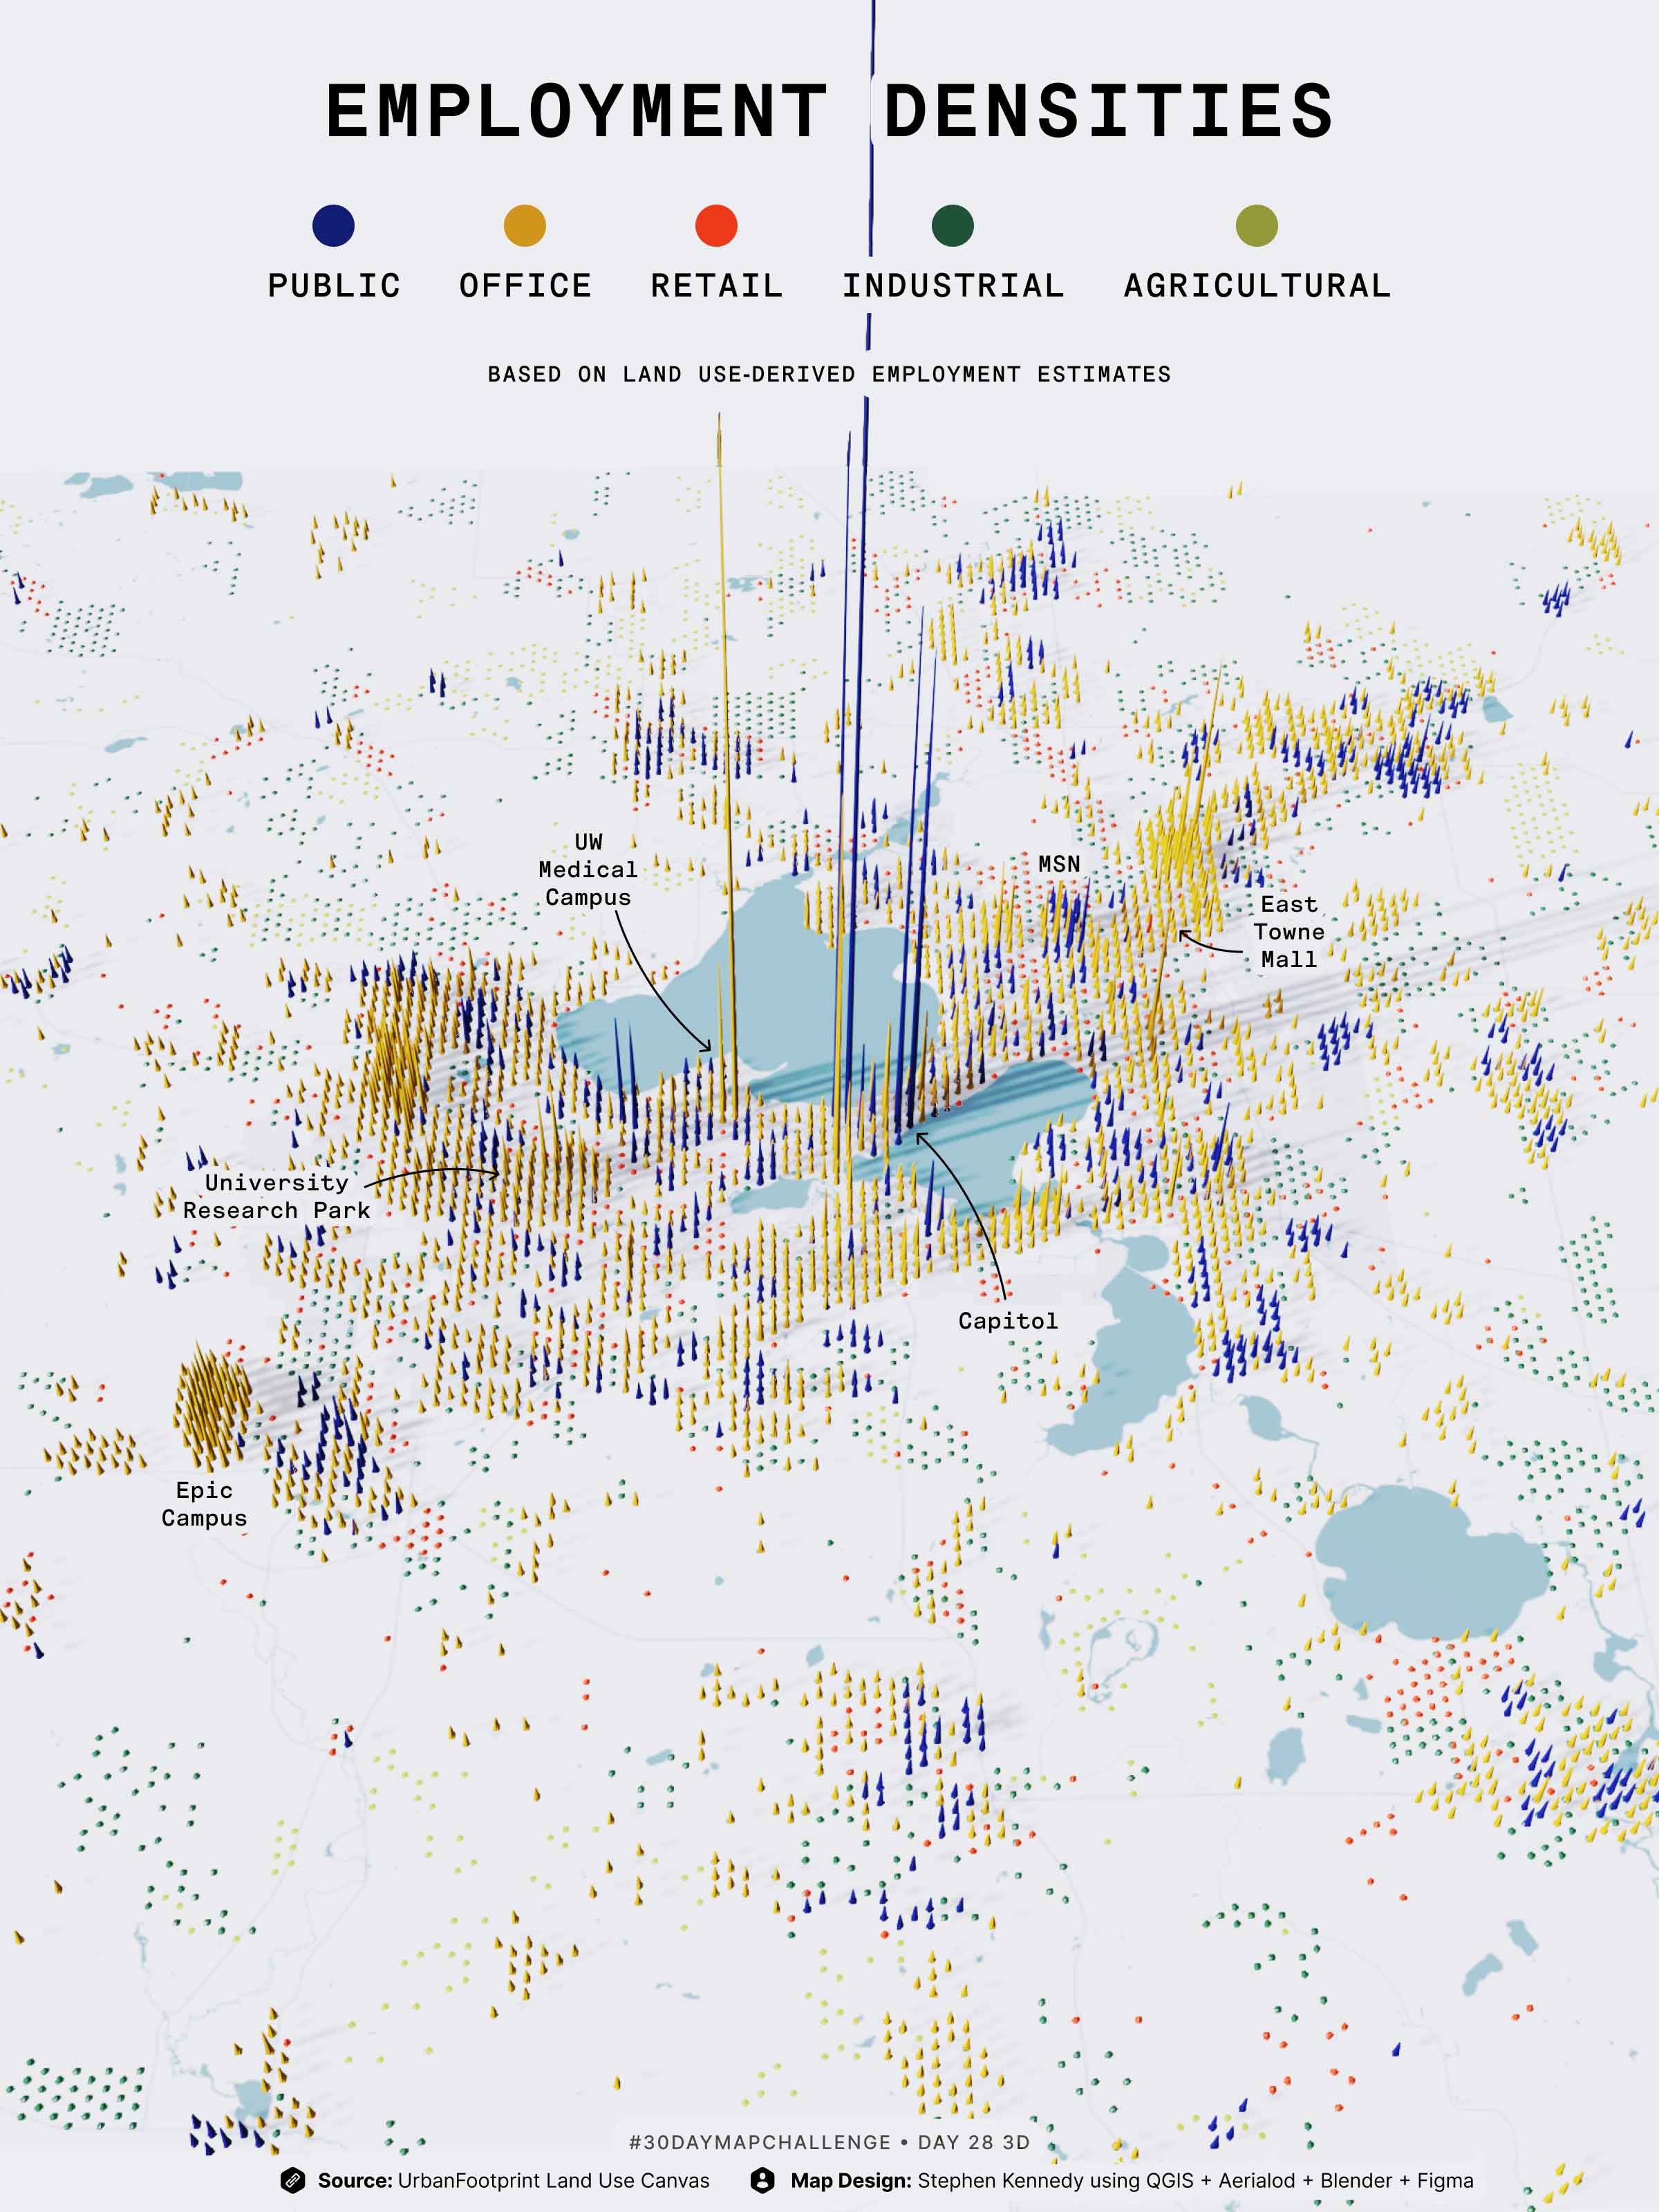 EMPLOYMENT DENSITIES
PUBLIC OFFICE RETAIL INDUSTRIAL AGRICULTURAL
BASED ON LAND USE-DERIVED EMPLOYMENT ESTIMATES
UW
Medical
Campus
MSN
East
Towne
Mall
University
Research Park
Capitol
Epic
Campus
#30DAYMAPCHALLENGE • DAY 28 3D
Source: UrbanFootprint Land Use Canvas
Map Design: Stephen Kennedy using QGIS + Aerialod + Blender + Figma